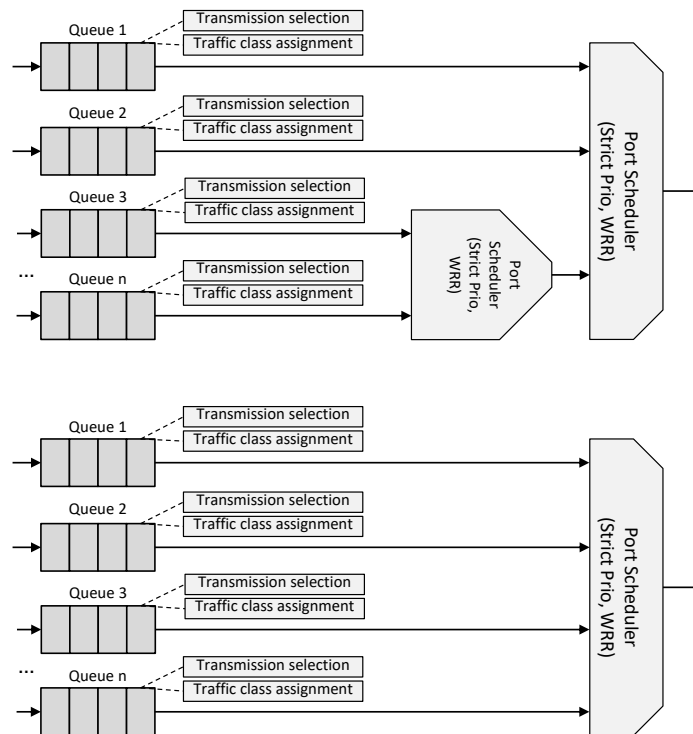 Transmission selection
Queue 1
Traffic class assignment
Transmission selection
Queue 2
Traffic class assignment
Transmission selection
Queue 3
Traffic class assignment
...
Transmission selection
Queue n
Traffic class assignment
Port
Scheduler
(Strict Prio,
WRR)
Port Scheduler
(Strict Prio, WRR)
Transmission selection
Queue 1
Traffic class assignment
Transmission selection
Queue 2
Traffic class assignment
Transmission selection
Queue 3
Traffic class assignment
...
Transmission selection
Queue n
Traffic class assignment
Port Scheduler
(Strict Prio, WRR)